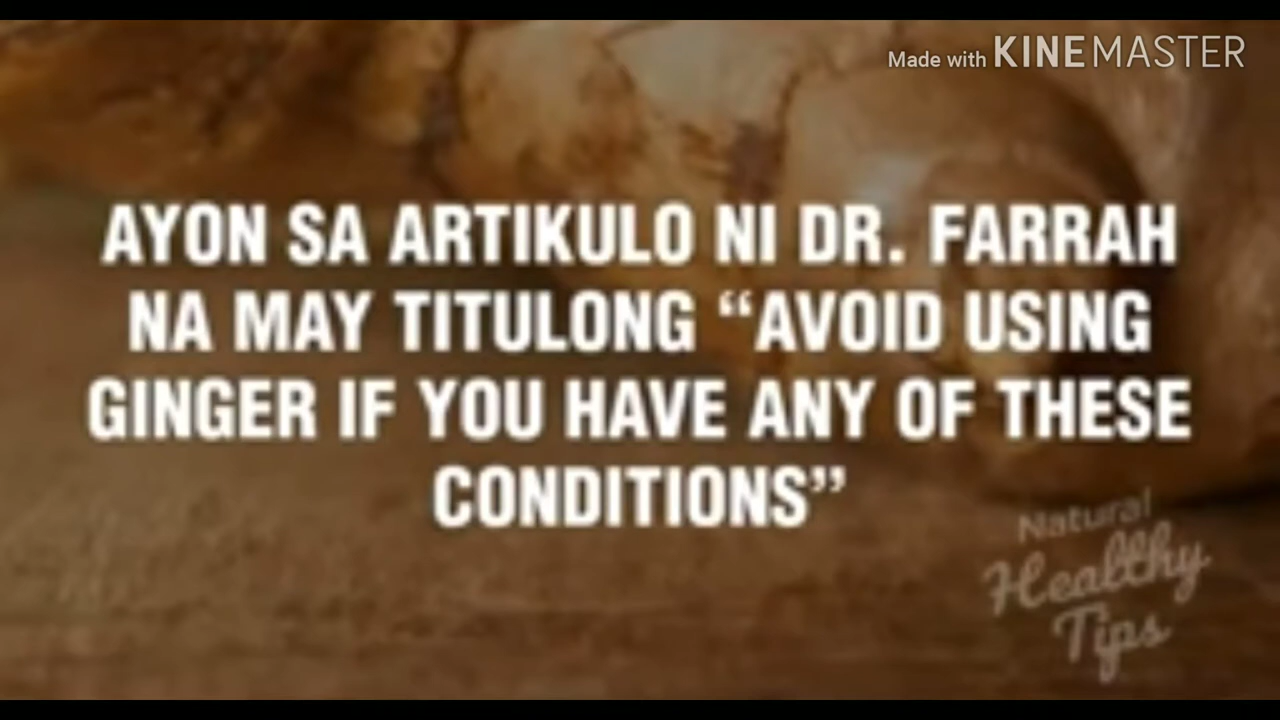 Made with KINEMASTER
AYON SA ARTIKULO NI DR. FARRAH
NA MAY TITULONG “AVOID USING
GINGER IF YOU HAVE ANY OF THESE
CONDITIONS”
Natural
Healthy
Tips